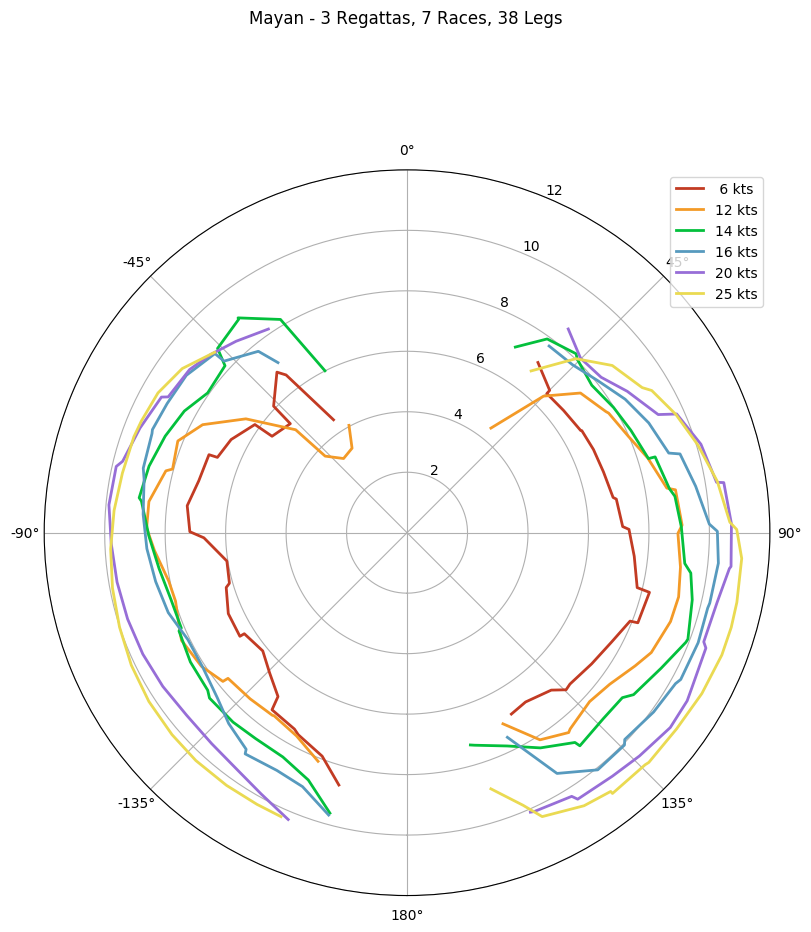 Mayan - 3 Regattas, 7 Races, 38 Legs
0°
12
6 kts
12 kts
14 kts
16 kts
20 kts
25 kts
10
-45°
45°
8
6
4
2
-90°
90°
-135°
135°
180°